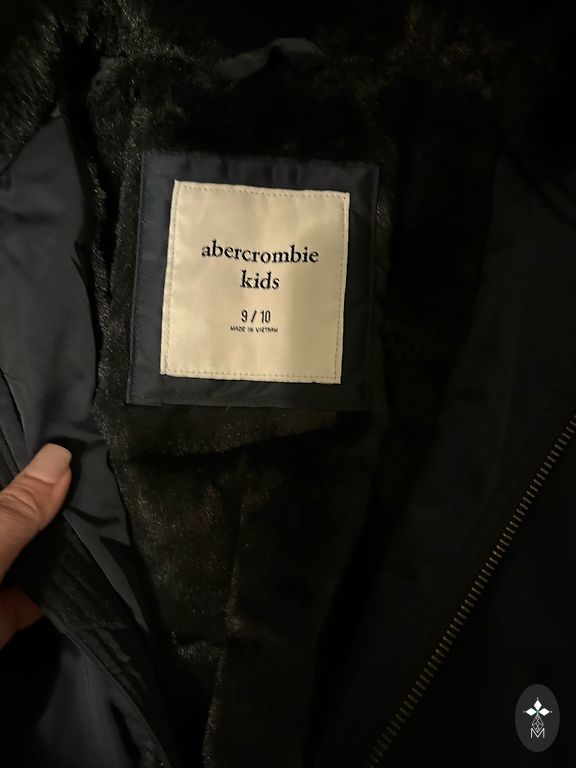 abercrombie
kids
9 / 10
MADE IN VIETNAM
M